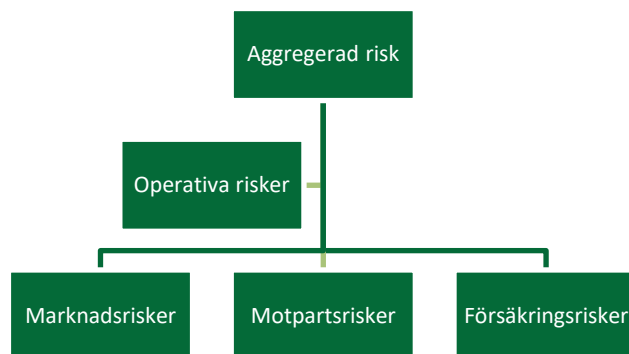 Aggregerad risk
Operativa risker
Marknadsrisker
Motpartsrisker
Försäkringsrisker